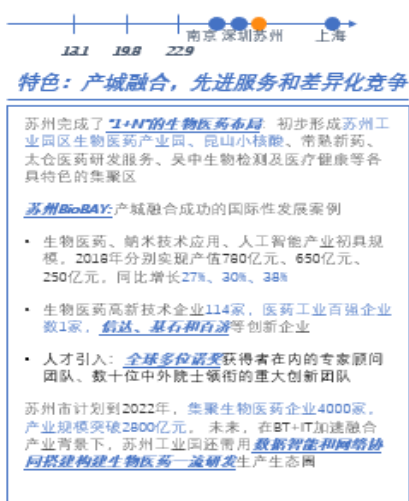 南京 深圳苏州 上海
13.1 19.8 22.9
特色：产城融合，先进服务和差异化竞争
苏州完成了"1+N"的生物医药布局 初步形成苏州工
业园区生物医药产业园、昆山小核酸、常熟新药、
太仓医药研发服务、吴中生物检测及医疗健康等各
具特色的集聚区
苏州BioBAY:产城融合成功的国际性发展案例
• 生物医药、纳米技术应用、人工智能产业初具规
模，2018年分别实现产值780亿元、650亿元、
250亿元，同比增长27%、30%、38%
• 生物医药高新技术企业114家，医药工业百强企业
数1家，信达、基石和百济等创新企业
• 人才引入：全球多位诺奖获得者在内的专家顾问
团队、数十位中外院士领衔的重大创新团队
苏州市计划到2022年，集聚生物医药企业4000家，
产业规模突破2800亿元。未来，在BT+IT加速融合
产业背景下，苏州工业园还需用数据智能和网络协
同搭建构建生物医药一流研发生产生态圈